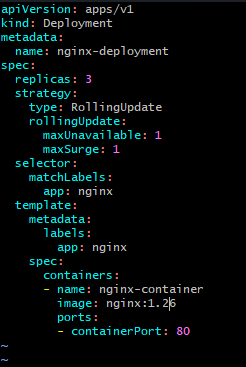 apiVersion: apps/v1
kind: Deployment
metadata:
  name: nginx-deployment
spec:
  replicas: 3
  strategy:
    type: RollingUpdate
    rollingUpdate:
      maxUnavailable: 1
      maxSurge: 1
  selector:
    matchLabels:
      app: nginx
  template:
    metadata:
      labels:
        app: nginx
    spec:
      containers:
      - name: nginx-container
        image: nginx:1.26
        ports:
        - containerPort: 80
~
~